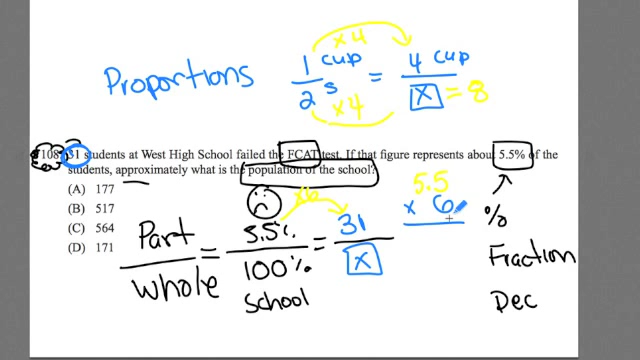 x4
Proportions 1 cup / 2 s = 4 cup / x = 8
x4
108) 31 students at West High School failed the FCAT test. If that figure represents about 5.5% of the
students, approximately what is the population of the school?
(A) 177
(B) 517
(C) 564
(D) 171
x6
Part / whole = 5.5% / 100% = 31 / x
school
5.5
x 6
%
Fraction
Dec